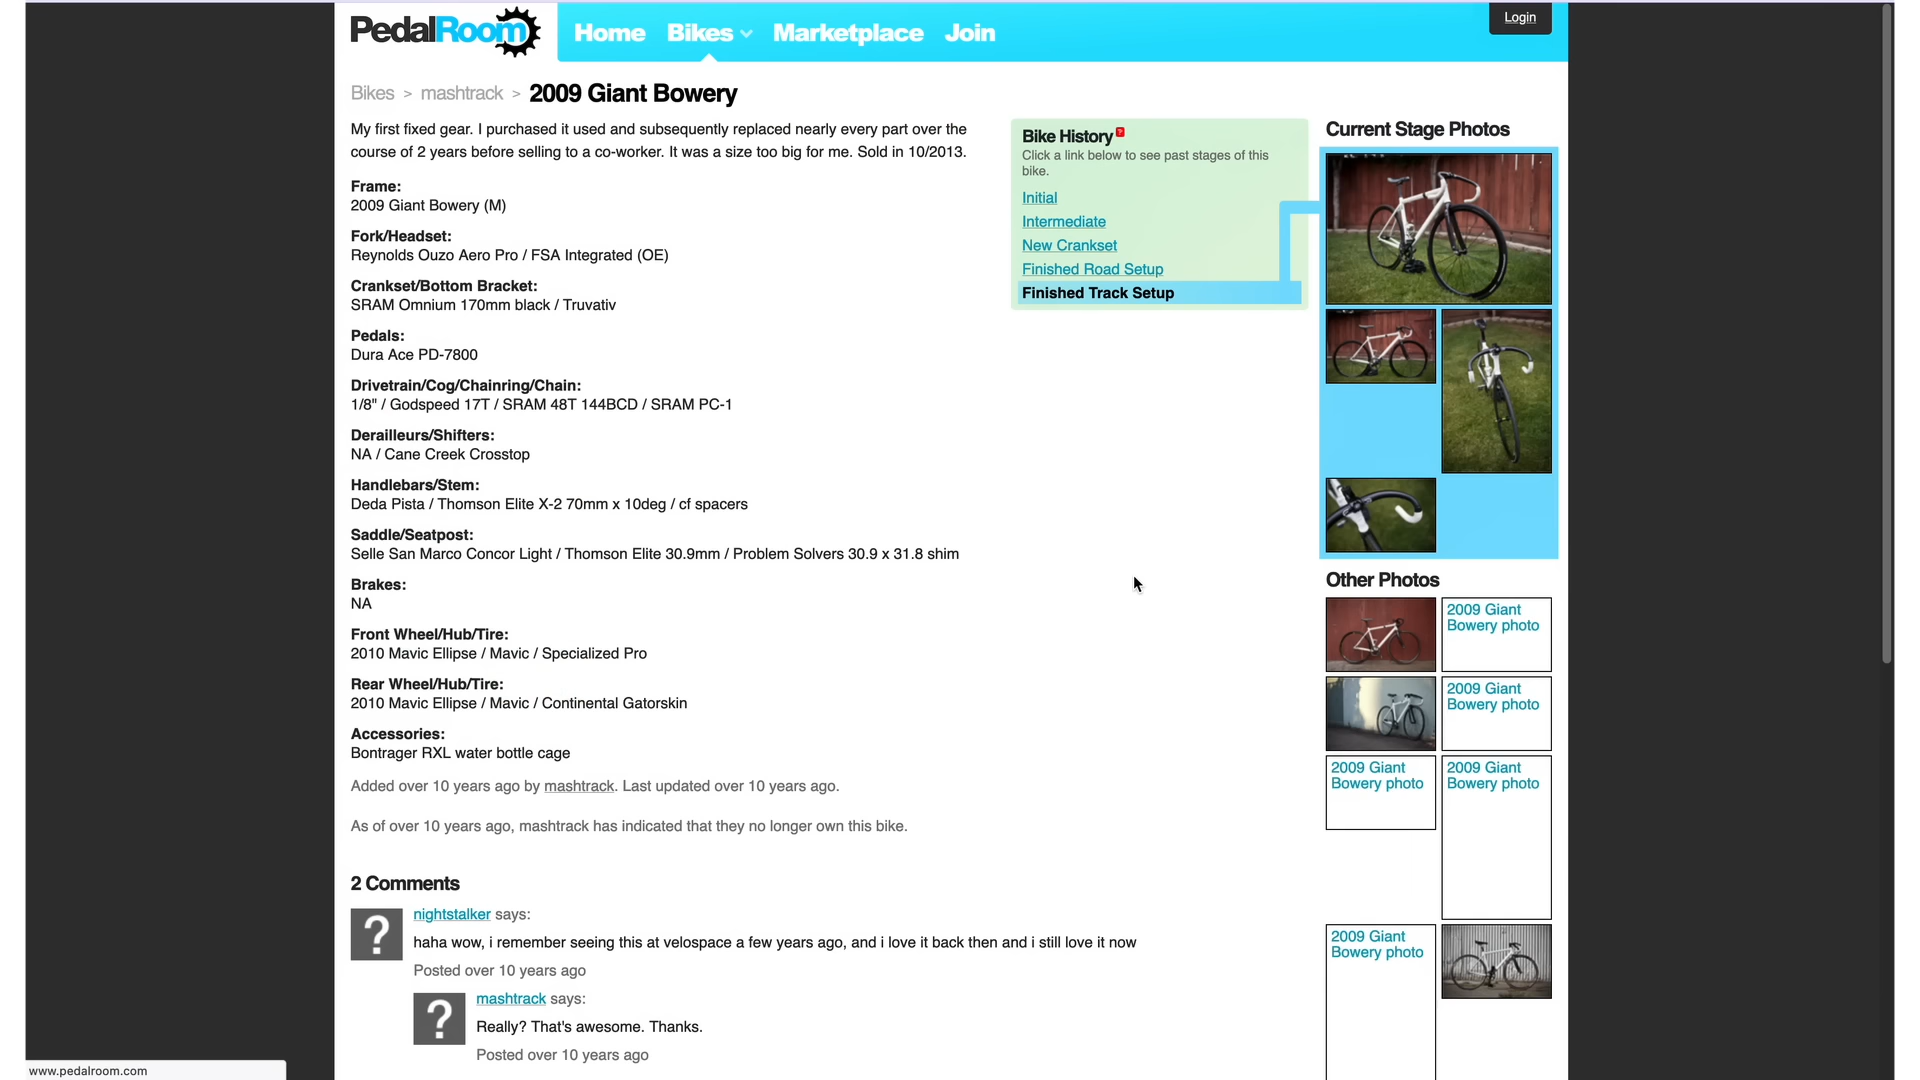 PedalRoom
Home Bikes Marketplace Join
Login
Bikes > mashtrack > 2009 Giant Bowery
My first fixed gear. I purchased it used and subsequently replaced nearly every part over the
course of 2 years before selling to a co-worker. It was a size too big for me. Sold in 10/2013.
Frame:
2009 Giant Bowery (M)
Fork/Headset:
Reynolds Ouzo Aero Pro / FSA Integrated (OE)
Crankset/Bottom Bracket:
SRAM Omnium 170mm black / Truvativ
Pedals:
Dura Ace PD-7800
Drivetrain/Cog/Chainring/Chain:
1/8" / Godspeed 17T / SRAM 48T 144BCD / SRAM PC-1
Derailleurs/Shifters:
NA / Cane Creek Crosstop
Handlebars/Stem:
Deda Pista / Thomson Elite X-2 70mm x 10deg / cf spacers
Saddle/Seatpost:
Selle San Marco Concor Light / Thomson Elite 30.9mm / Problem Solvers 30.9 x 31.8 shim
Brakes:
NA
Front Wheel/Hub/Tire:
2010 Mavic Ellipse / Mavic / Specialized Pro
Rear Wheel/Hub/Tire:
2010 Mavic Ellipse / Mavic / Continental Gatorskin
Accessories:
Bontrager RXL water bottle cage
Added over 10 years ago by mashtrack. Last updated over 10 years ago.
As of over 10 years ago, mashtrack has indicated that they no longer own this bike.
2 Comments
nightstalker says:
haha wow, i remember seeing this at velospace a few years ago, and i love it back then and i still love it now
Posted over 10 years ago
mashtrack says:
Really? That's awesome. Thanks.
Posted over 10 years ago
Bike History ?
Click a link below to see past stages of this
bike.
Initial
Intermediate
New Crankset
Finished Road Setup
Finished Track Setup
Current Stage Photos
Other Photos
2009 Giant
Bowery photo
2009 Giant
Bowery photo
2009 Giant
Bowery photo
2009 Giant
Bowery photo
2009 Giant
Bowery photo
www.pedalroom.com